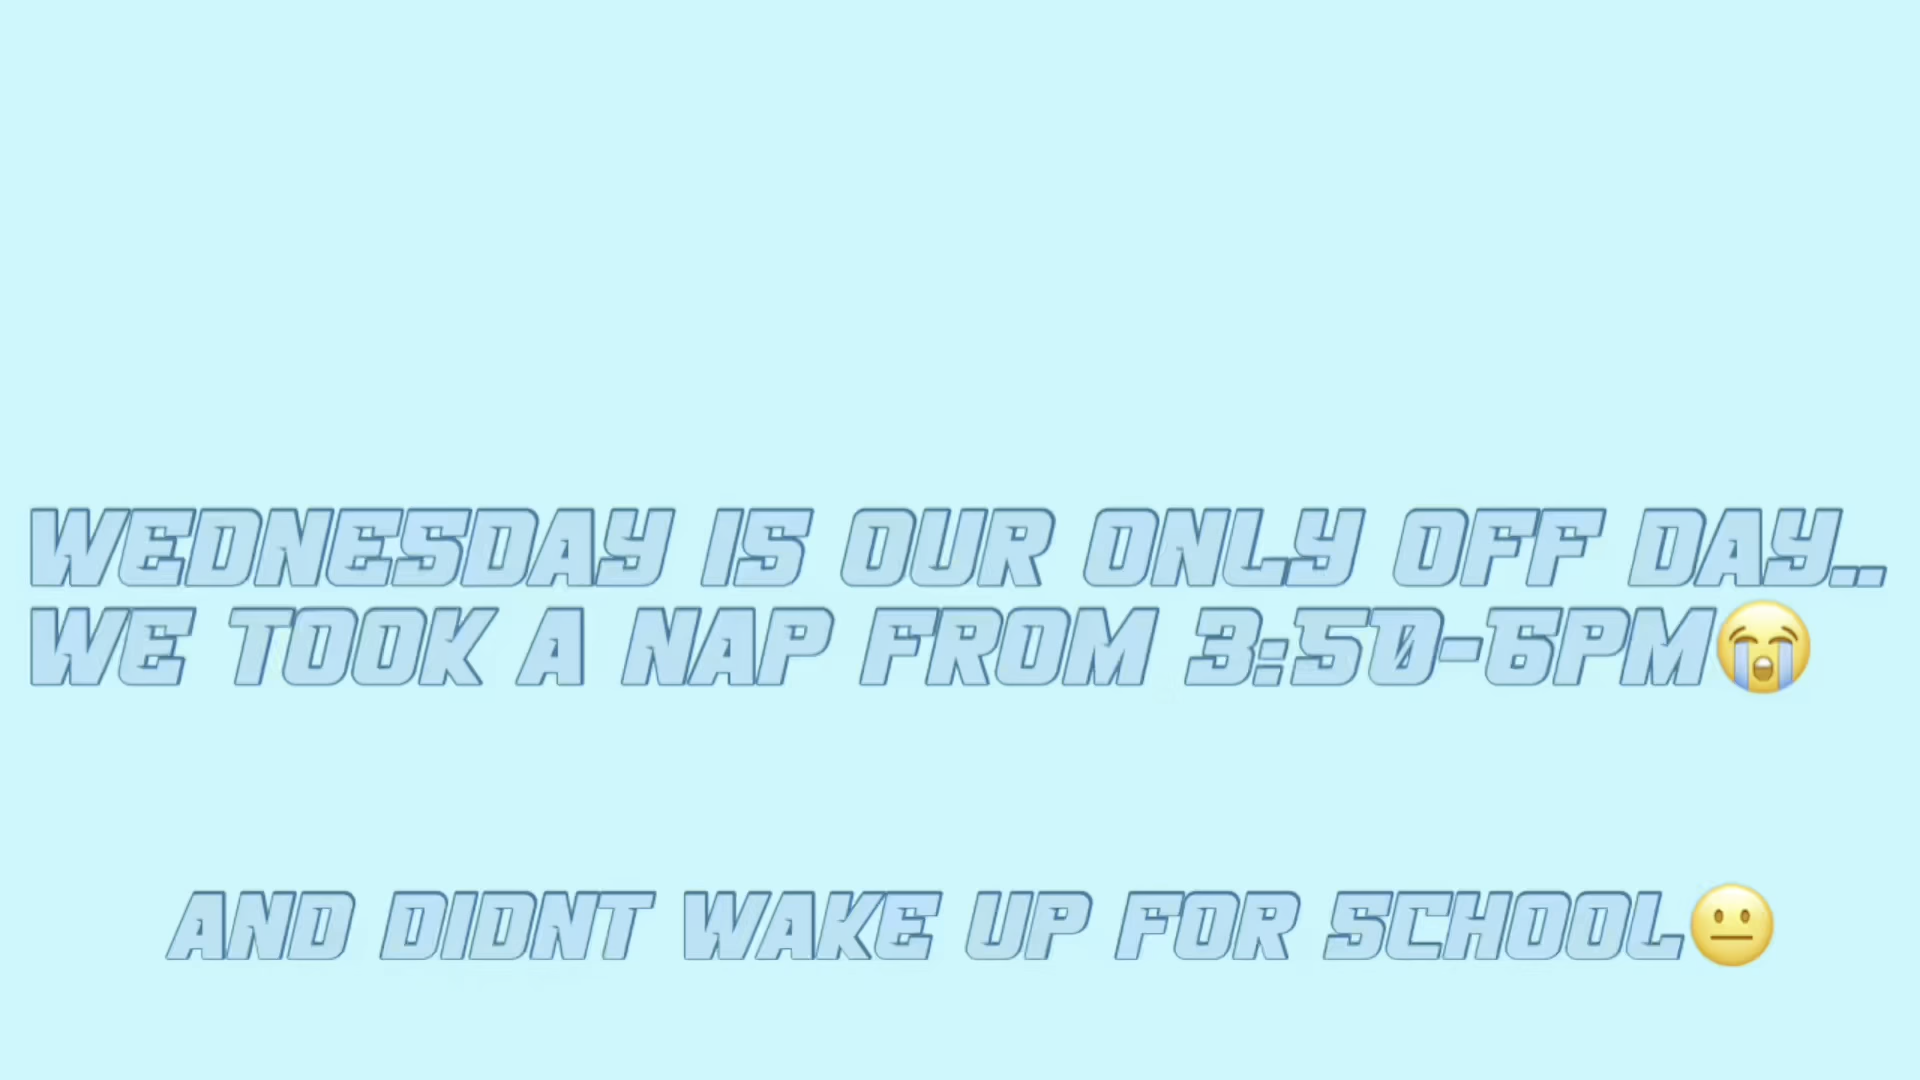 WEDNESDAY IS OUR ONLY OFF DAY..
WE TOOK A NAP FROM 3:50-6PM😭
AND DIDNT WAKE UP FOR SCHOOL😐